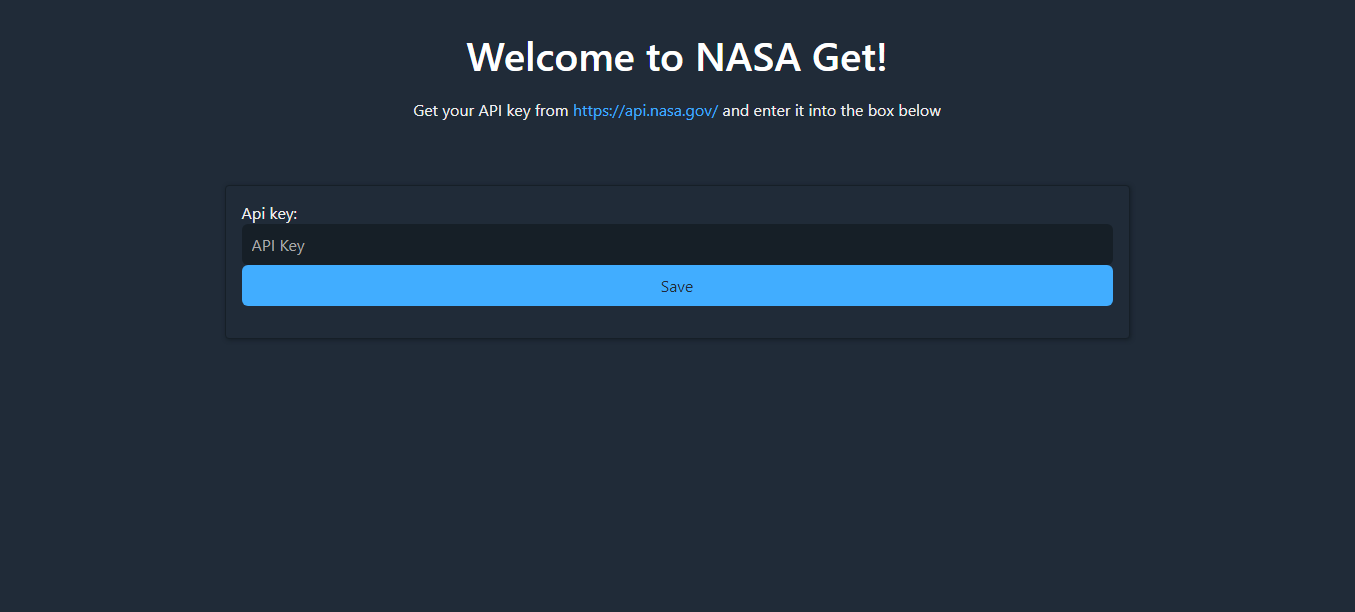 Welcome to NASA Get!
Get your API key from https://api.nasa.gov/ and enter it into the box below
Api key:
API Key
Save